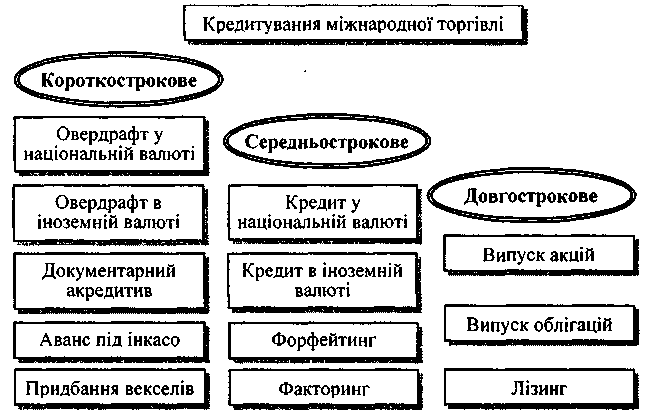 Кредитування міжнародної торгівлі
Короткострокове
Овердрафт у
національній валюті
Овердрафт в
іноземній валюті
Документарний
акредитив
Аванс під інкасо
Придбання векселів
Середньострокове
Кредит у
національній валюті
Кредит в іноземній
валюті
Форфейтинг
Факторинг
Довгострокове
Випуск акцій
Випуск облігацій
Лізинг